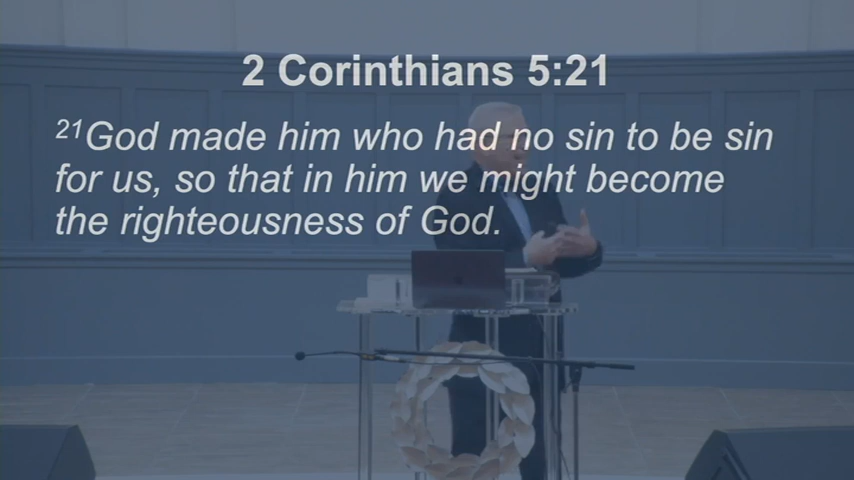 2 Corinthians 5:21
21God made him who had no sin to be sin
for us, so that in him we might become
the righteousness of God.